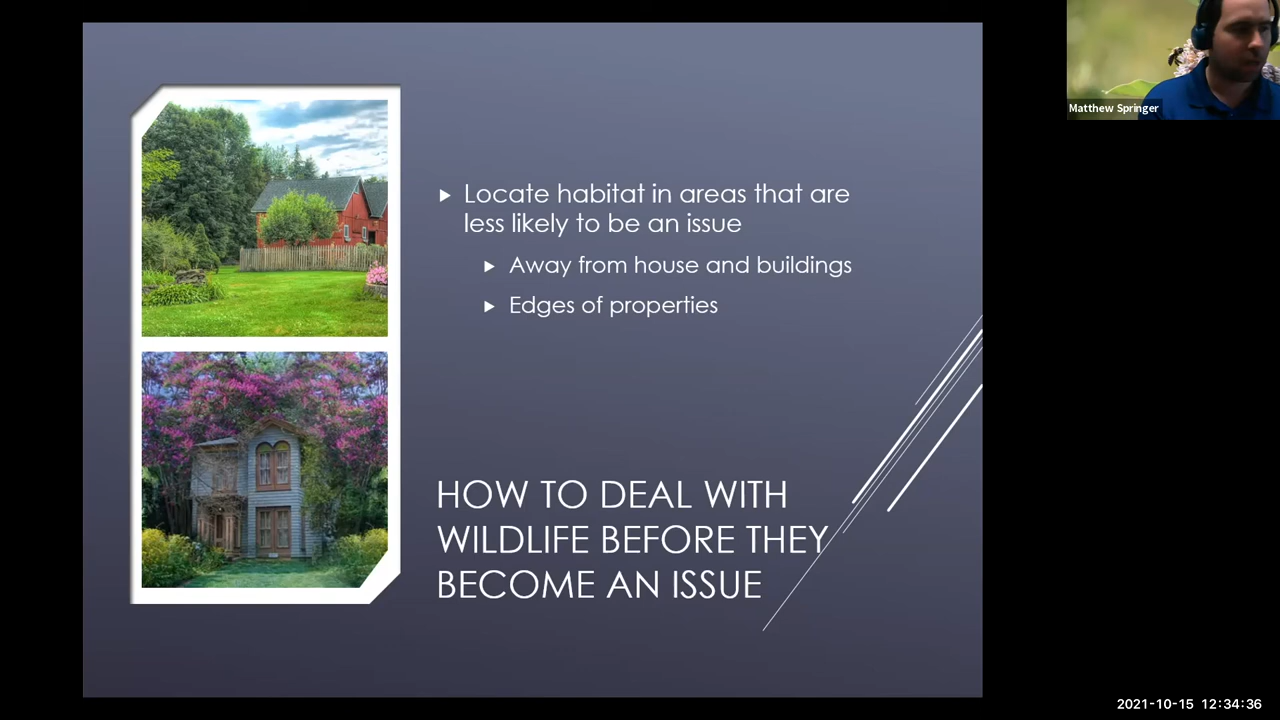 Locate habitat in areas that are
less likely to be an issue
Away from house and buildings
Edges of properties
HOW TO DEAL WITH
WILDLIFE BEFORE THEY
BECOME AN ISSUE
Matthew Springer
2021-10-15 12:34:36